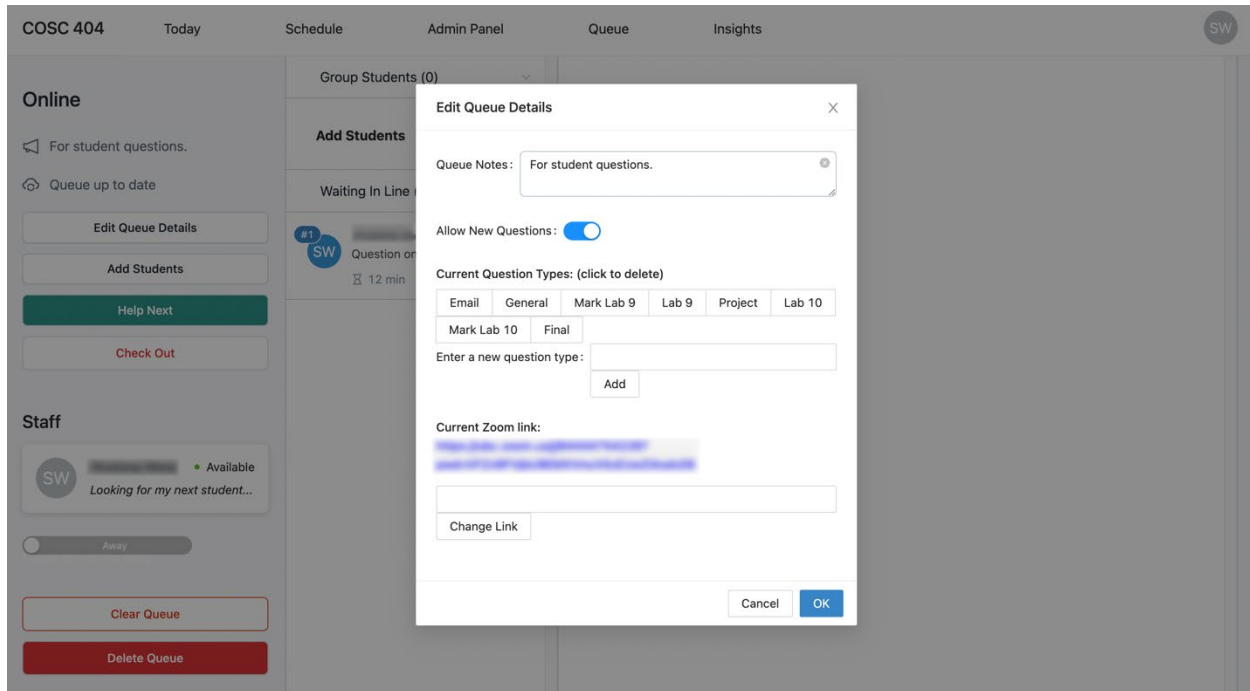 COSC 404 Today Schedule Admin Panel Queue Insights SW
Online
For student questions.
Queue up to date
Edit Queue Details
Add Students
Help Next
Check Out
Staff
SW
Available
Looking for my next student...
Away
Clear Queue
Delete Queue
Group Students (0)
Add Students
Waiting In Line
#1
SW
Question on
12 min
Edit Queue Details
Queue Notes: For student questions.
Allow New Questions:
Current Question Types: (click to delete)
Email General Mark Lab 9 Lab 9 Project Lab 10
Mark Lab 10 Final
Enter a new question type:
Add
Current Zoom link:
Change Link
Cancel OK